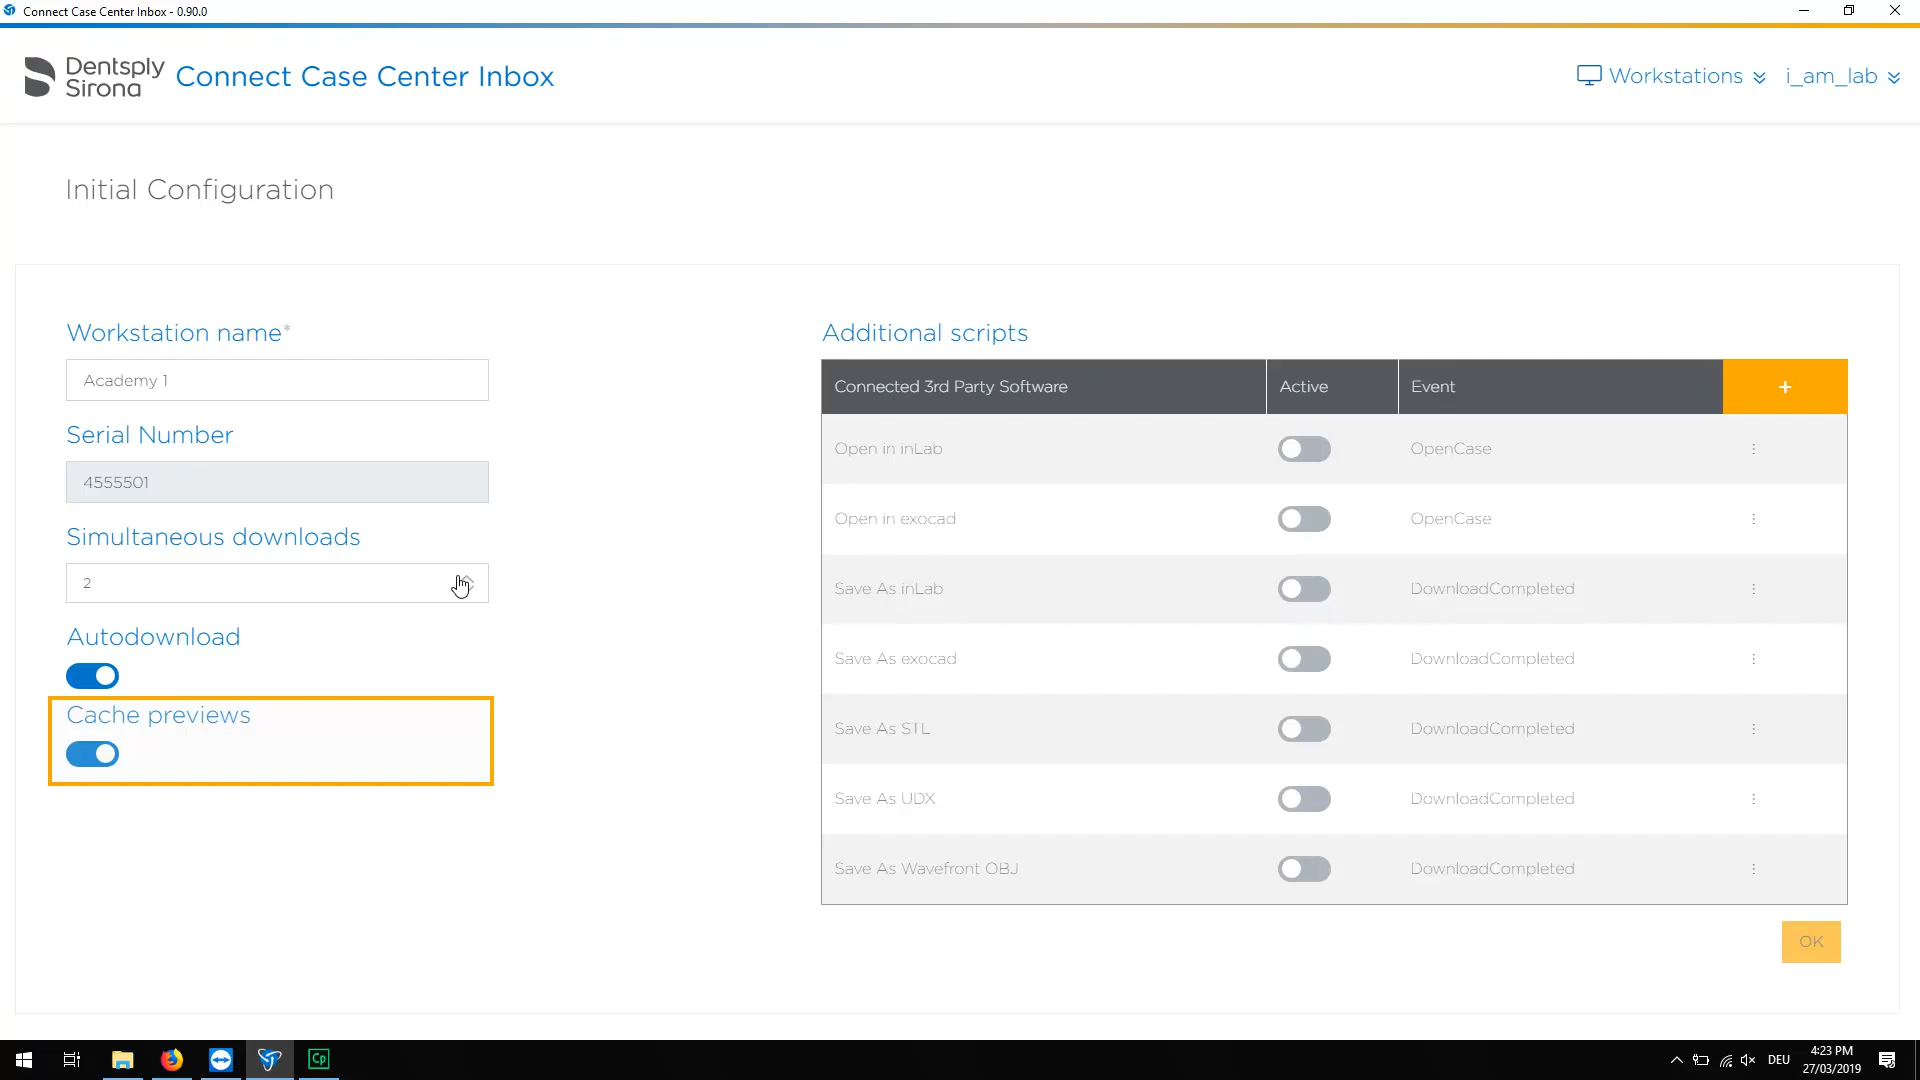 Connect Case Center Inbox - 0.90.0
Dentsply
Sirona
Connect Case Center Inbox
Workstations
i_am_lab
Initial Configuration
Workstation name*
Academy 1
Serial Number
4555501
Simultaneous downloads
2
Autodownload
Cache previews
Additional scripts
Connected 3rd Party Software Active Event +
Open in inLab OpenCase
Open in exocad OpenCase
Save As inLab DownloadCompleted
Save As exocad DownloadCompleted
Save As STL DownloadCompleted
Save As UDX DownloadCompleted
Save As Wavefront OBJ DownloadCompleted
OK
Cp
DEU
4:23 PM
27/03/2019